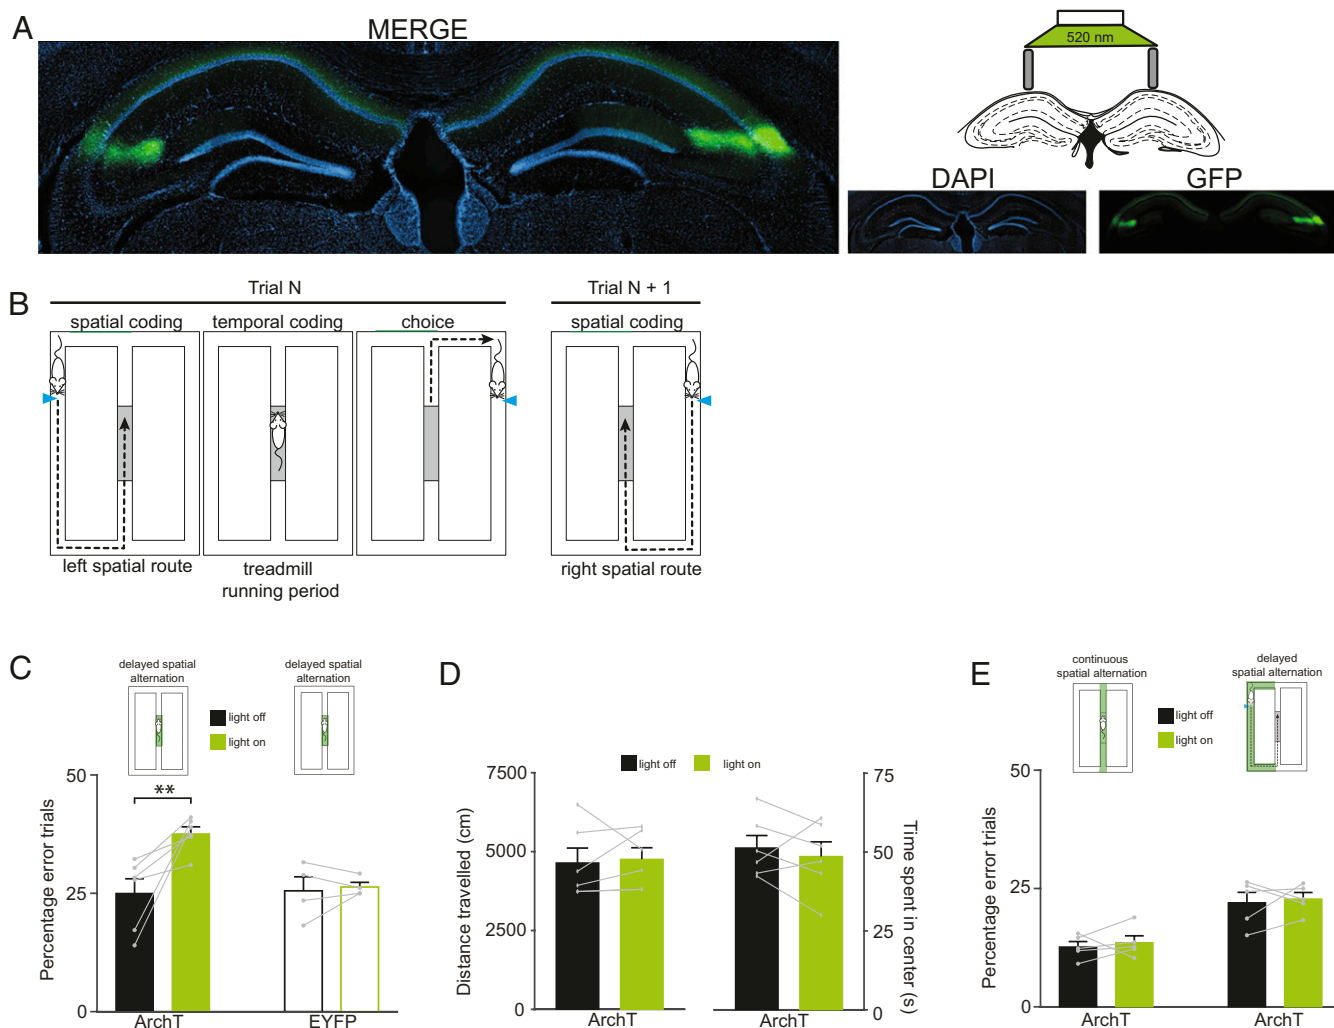 A
MERGE
520 nm
DAPI
GFP
B
Trial N
Trial N + 1
spatial coding
temporal coding
choice
spatial coding
left spatial route
treadmill
running period
right spatial route
C
delayed spatial
alternation
delayed spatial
alternation
light off
light on
**
50
25
0
Percentage error trials
ArchT
EYFP
D
light off
light on
7500
5000
2500
0
Distance travelled (cm)
75
50
25
0
Time spent in center (s)
ArchT
ArchT
E
continuous
spatial alternation
delayed
spatial alternation
light off
light on
50
25
0
Percentage error trials
ArchT
ArchT